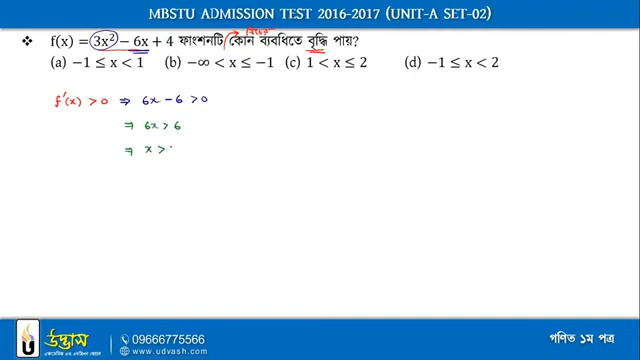 MBSTU ADMISSION TEST 2016-2017 (UNIT-A SET-02)
❖ f(x) = 3x² − 6x + 4 ফাংশনটি কোন ব্যবধিতে বৃদ্ধি পায়?
(a) −1 ≤ x < 1 (b) −∞ < x ≤ −1 (c) 1 < x ≤ 2 (d) −1 ≤ x < 2
f'(x) > 0 ⇒ 6x − 6 > 0
⇒ 6x > 6
⇒ x >
উদ্ভাস
09666775566
www.udvash.com
গণিত ১ম পত্র